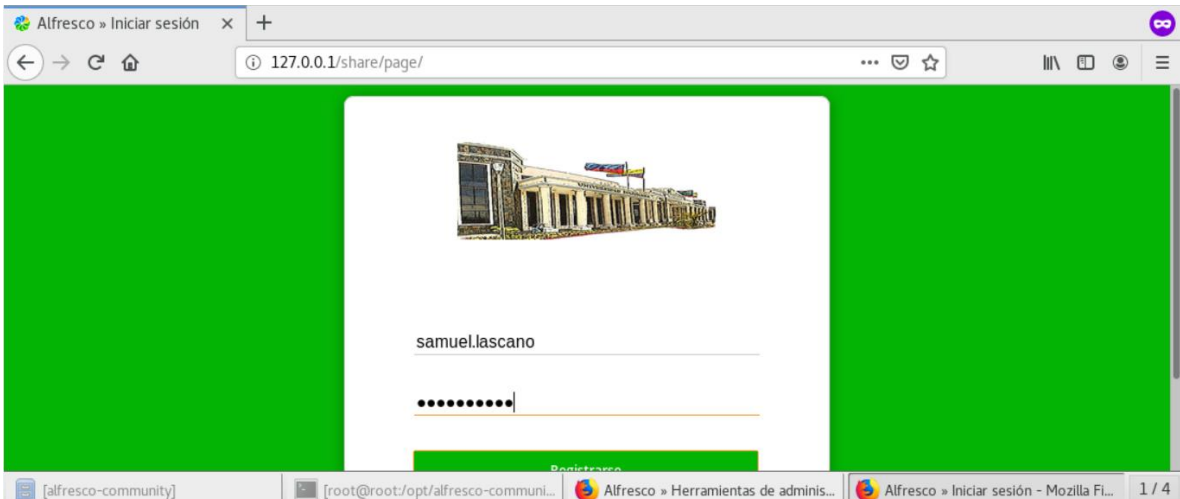 Alfresco » Iniciar sesión
127.0.0.1/share/page/
samuel.lascano
Registrarse
[alfresco-community]
[root@root:/opt/alfresco-communi...
Alfresco » Herramientas de adminis...
Alfresco » Iniciar sesión - Mozilla Fi...
1 / 4